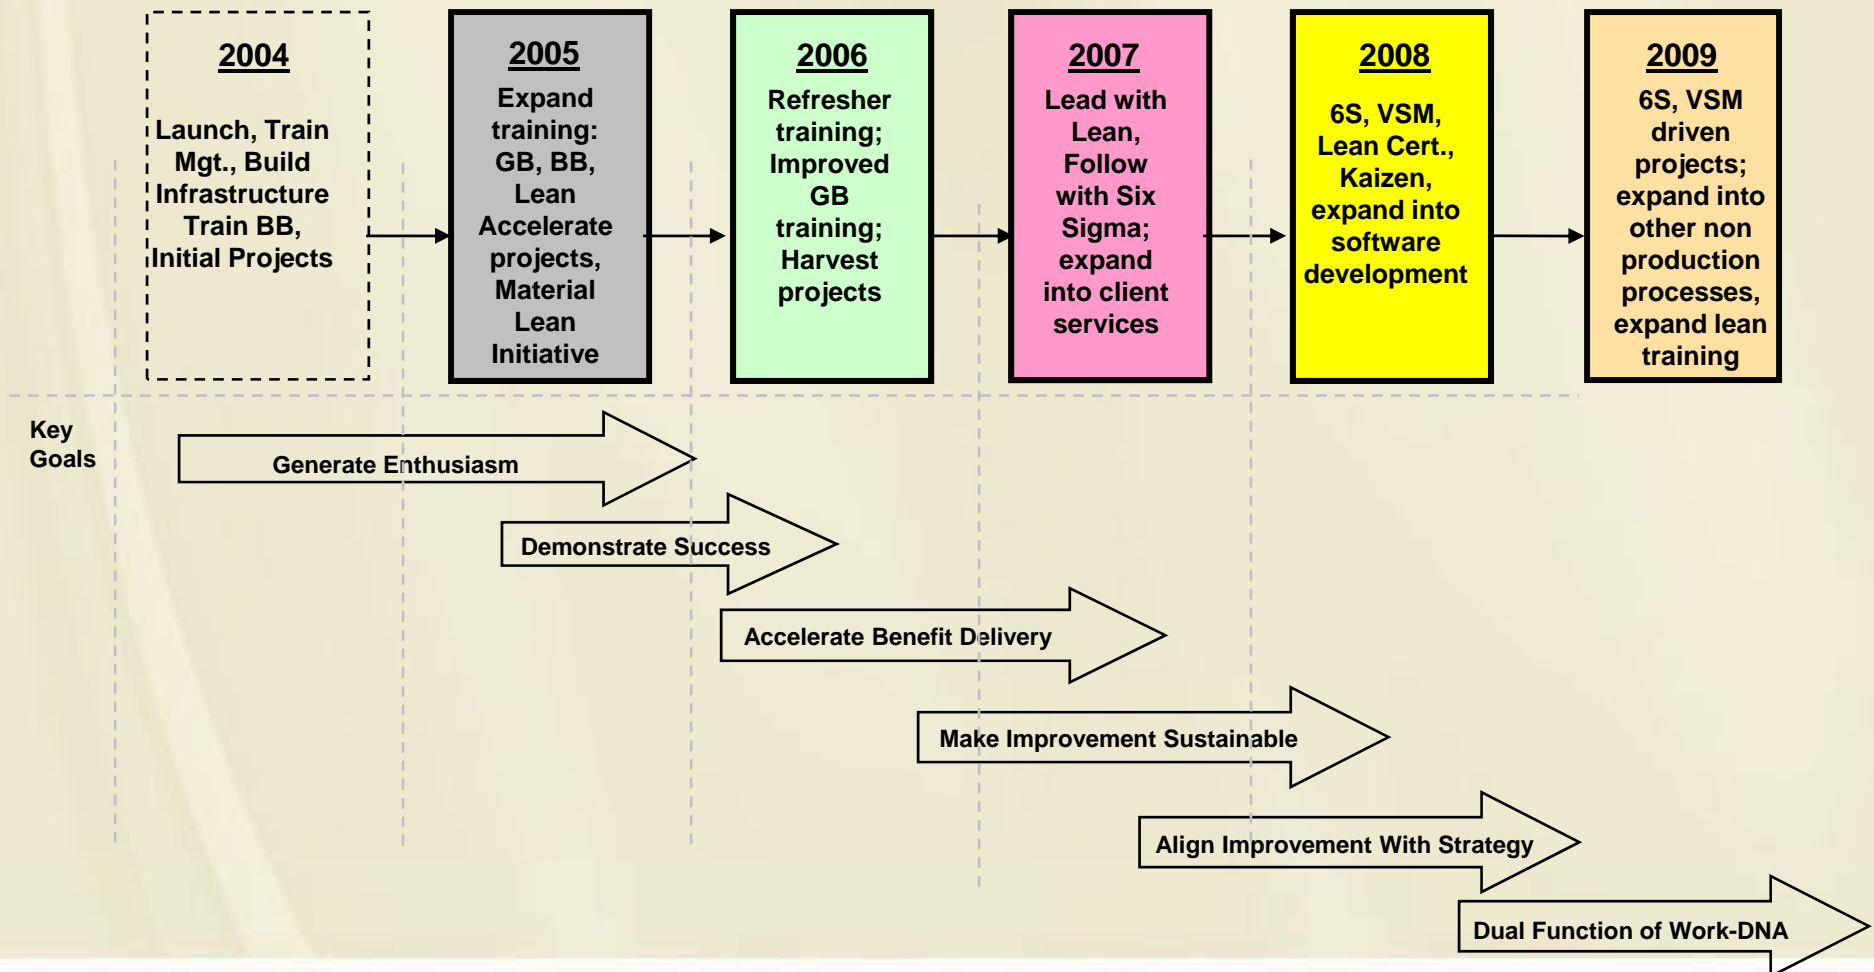 2004
Launch, Train
Mgt., Build
Infrastructure
Train BB,
Initial Projects
2005
Expand
training:
GB, BB,
Lean
Accelerate
projects,
Material
Lean
Initiative
2006
Refresher
training;
Improved
GB
training;
Harvest
projects
2007
Lead with
Lean,
Follow
with Six
Sigma;
expand
into client
services
2008
6S, VSM,
Lean Cert.,
Kaizen,
expand into
software
development
2009
6S, VSM
driven
projects;
expand into
other non
production
processes,
expand lean
training
Key
Goals
Generate Enthusiasm
Demonstrate Success
Accelerate Benefit Delivery
Make Improvement Sustainable
Align Improvement With Strategy
Dual Function of Work-DNA